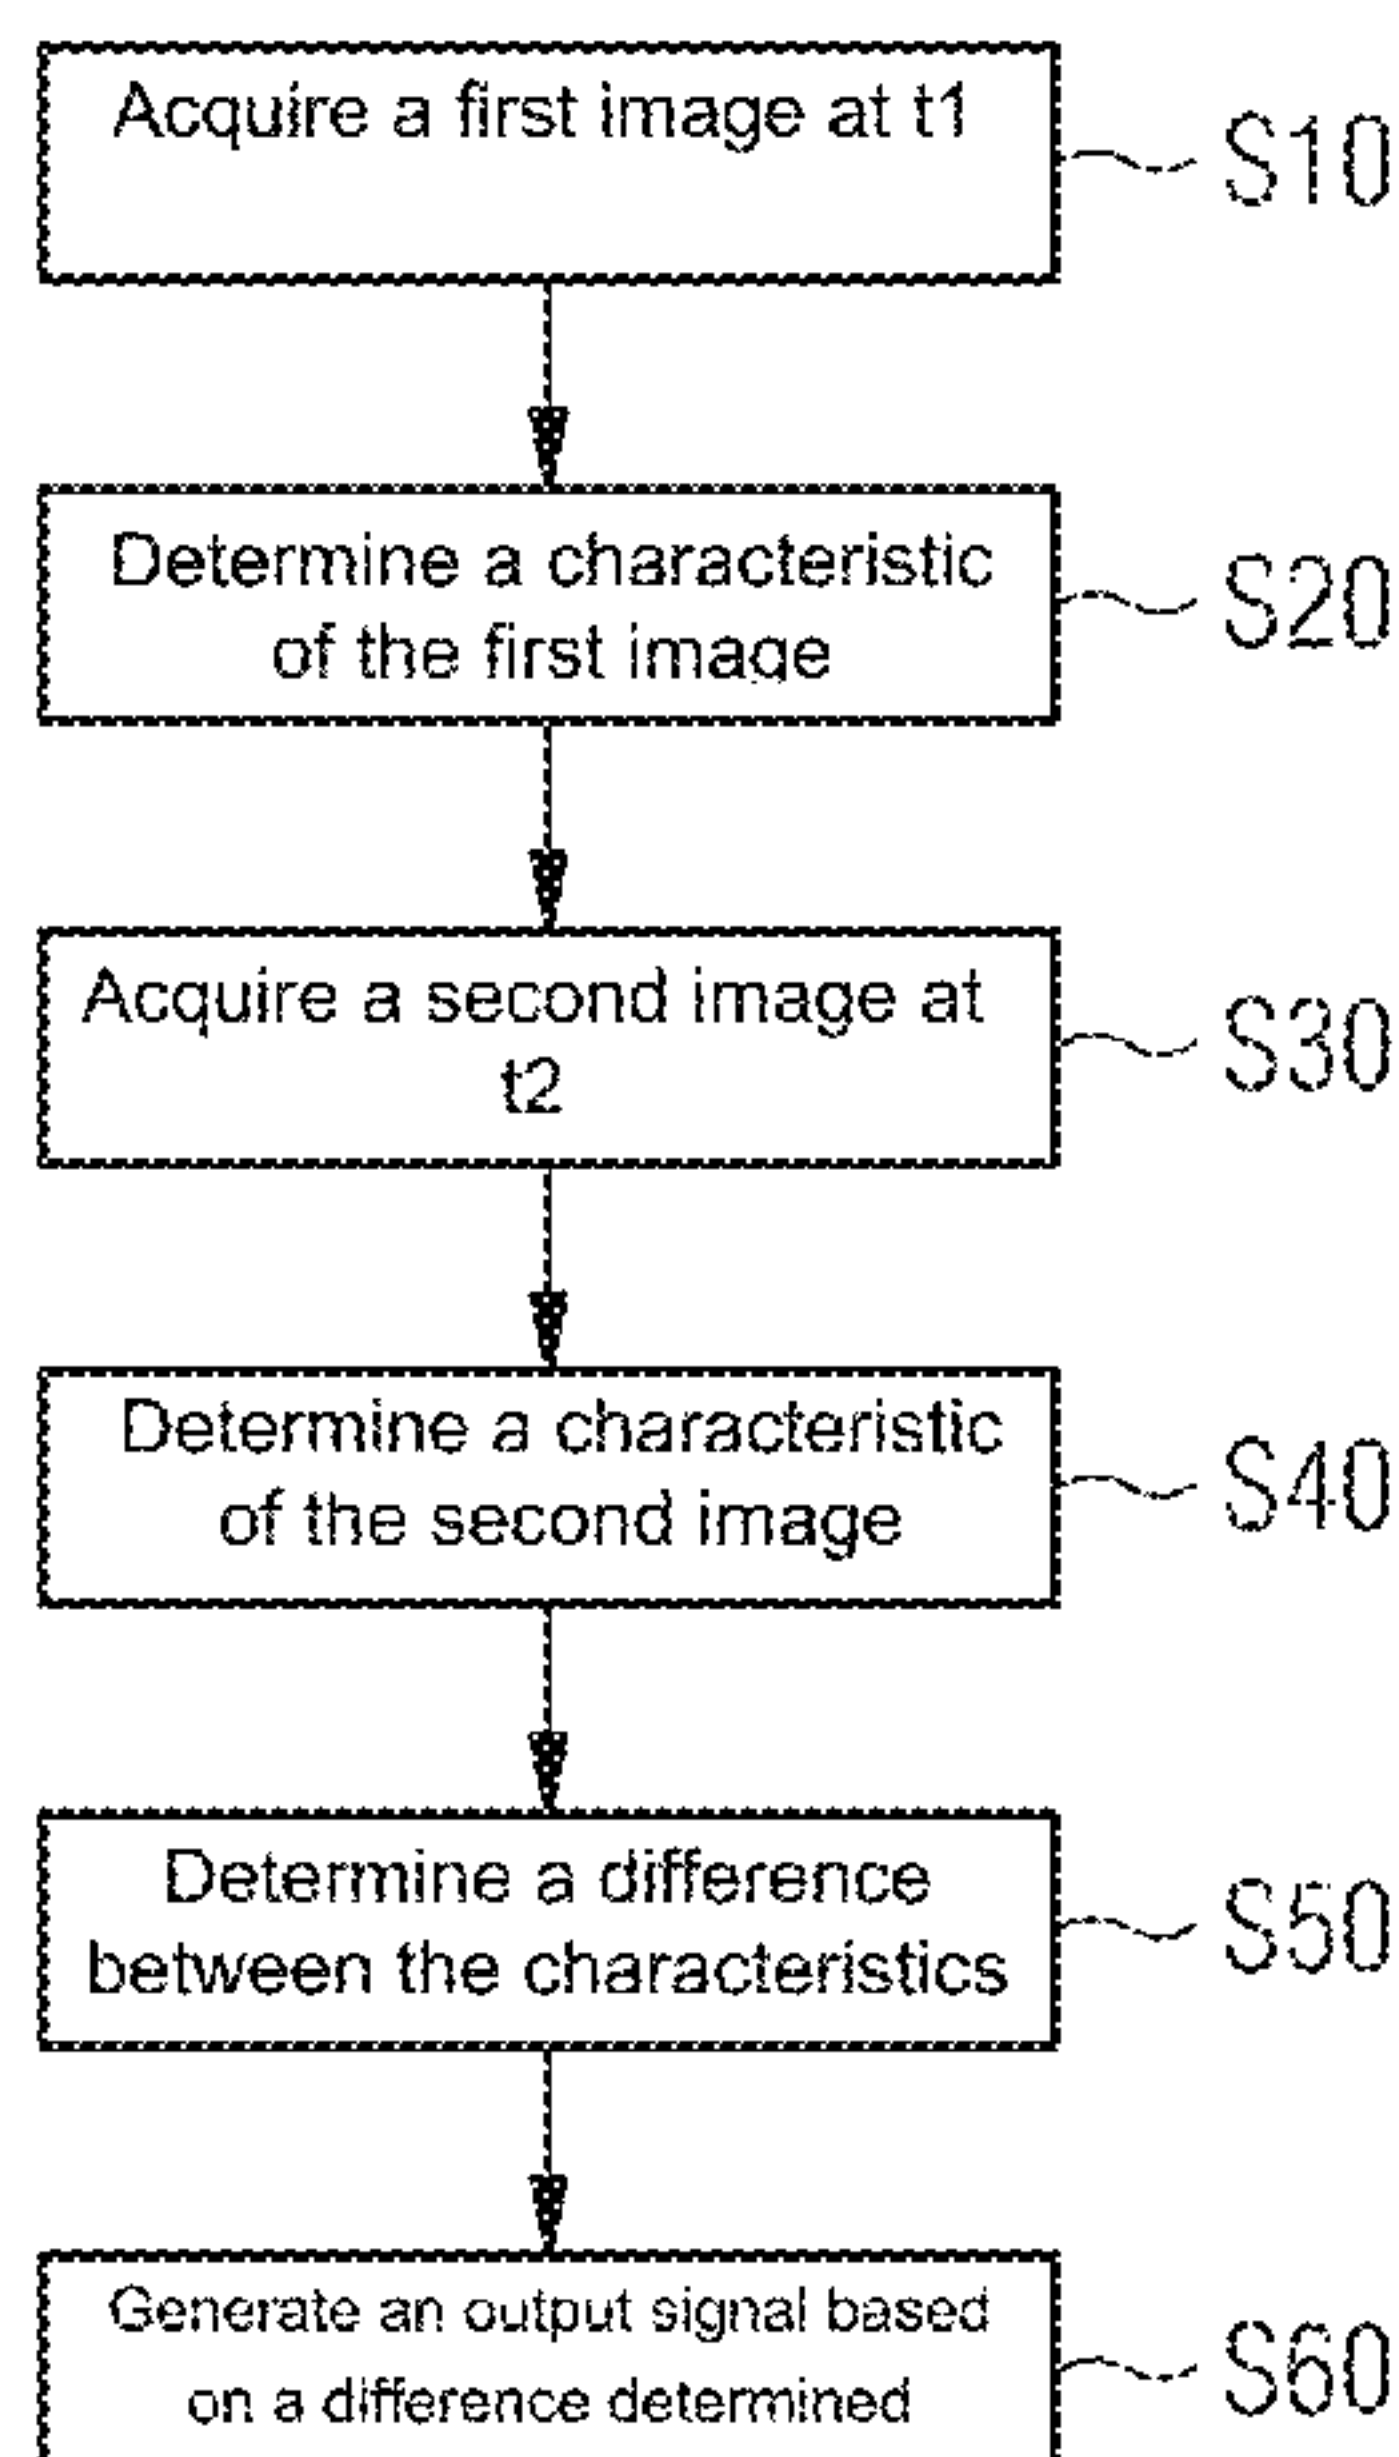 Acquire a first image at t1
S10
Determine a characteristic
of the first image
S20
Acquire a second image at
t2
S30
Determine a characteristic
of the second image
S40
Determine a difference
between the characteristics
S50
Generate an output signal based
on a difference determined
S60